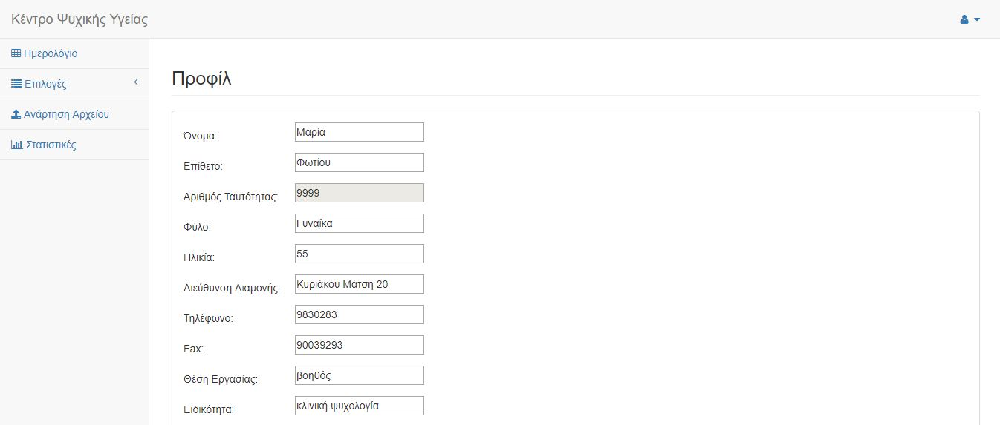 Κέντρο Ψυχικής Υγείας
Ημερολόγιο
Επιλογές
Ανάρτηση Αρχείου
Στατιστικές
Προφίλ
Όνομα: Μαρία
Επίθετο: Φωτίου
Αριθμός Ταυτότητας: 9999
Φύλο: Γυναίκα
Ηλικία: 55
Διεύθυνση Διαμονής: Κυριάκου Μάτση 20
Τηλέφωνο: 9830283
Fax: 90039293
Θέση Εργασίας: βοηθός
Ειδικότητα: κλινική ψυχολογία